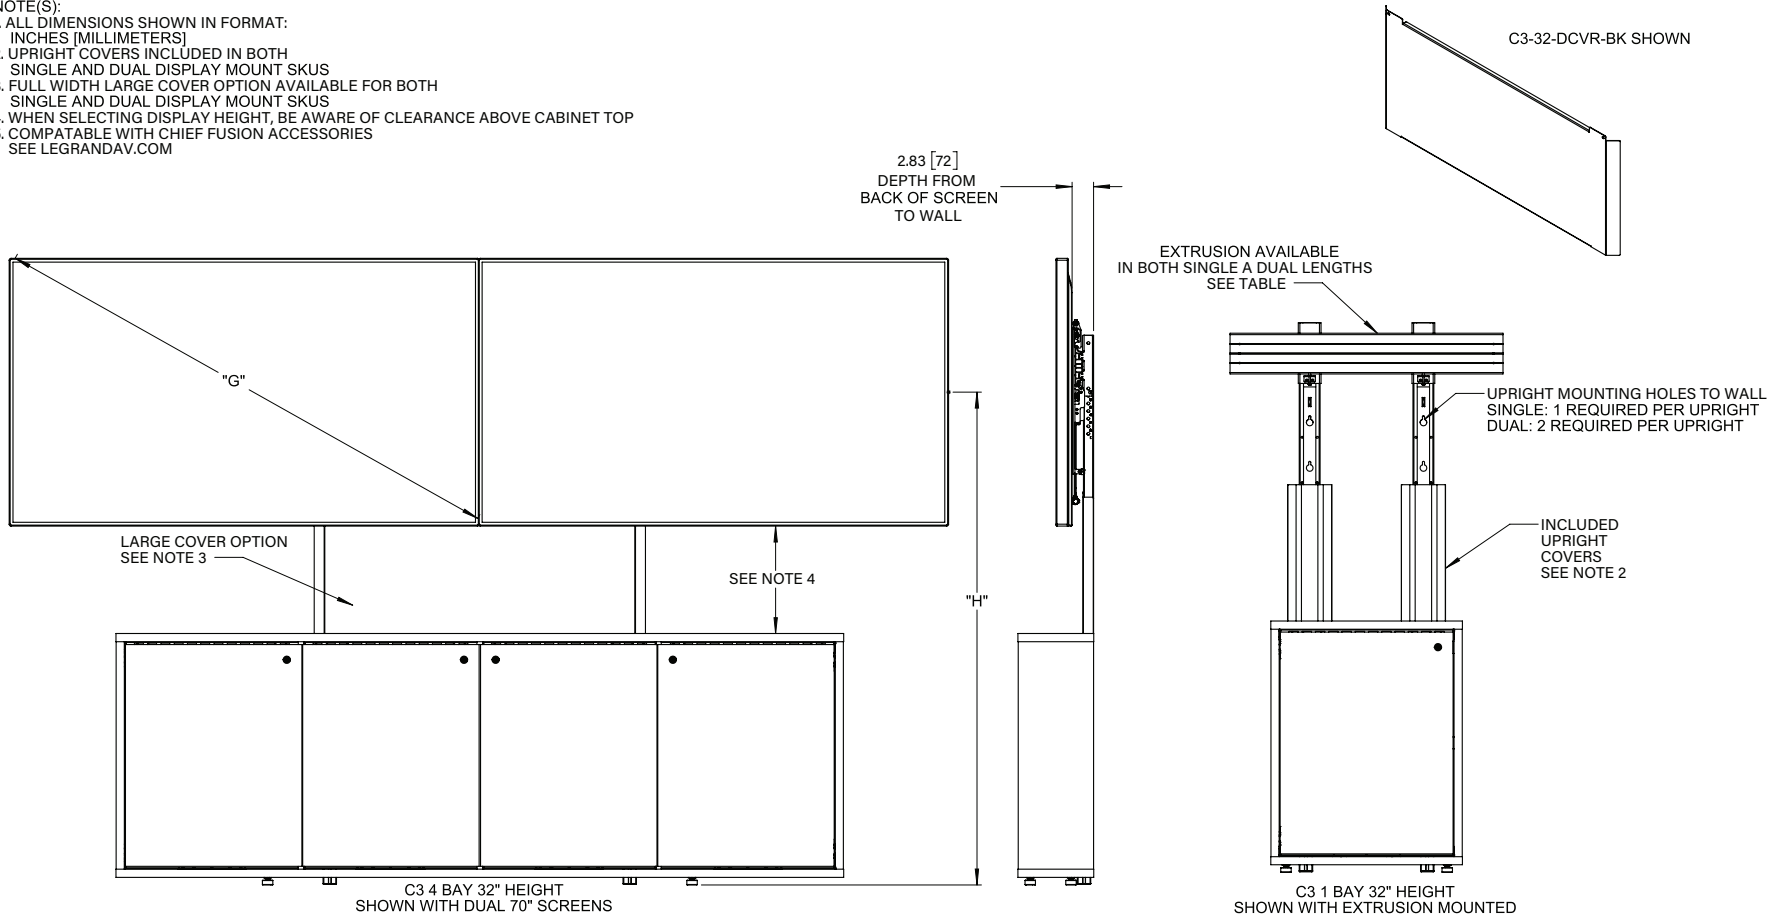 NOTE(S):
. ALL DIMENSIONS SHOWN IN FORMAT:
INCHES [MILLIMETERS]
. UPRIGHT COVERS INCLUDED IN BOTH
SINGLE AND DUAL DISPLAY MOUNT SKUS
. FULL WIDTH LARGE COVER OPTION AVAILABLE FOR BOTH
SINGLE AND DUAL DISPLAY MOUNT SKUS
. WHEN SELECTING DISPLAY HEIGHT, BE AWARE OF CLEARANCE ABOVE CABINET TOP
. COMPATABLE WITH CHIEF FUSION ACCESSORIES
SEE LEGRANDAV.COM
C3-32-DCVR-BK SHOWN
2.83 [72]
DEPTH FROM
BACK OF SCREEN
TO WALL
EXTRUSION AVAILABLE
IN BOTH SINGLE A DUAL LENGTHS
SEE TABLE
"G"
UPRIGHT MOUNTING HOLES TO WALL
SINGLE: 1 REQUIRED PER UPRIGHT
DUAL: 2 REQUIRED PER UPRIGHT
LARGE COVER OPTION
SEE NOTE 3
SEE NOTE 4
"H"
INCLUDED
UPRIGHT
COVERS
SEE NOTE 2
C3 4 BAY 32" HEIGHT
SHOWN WITH DUAL 70" SCREENS
C3 1 BAY 32" HEIGHT
SHOWN WITH EXTRUSION MOUNTED